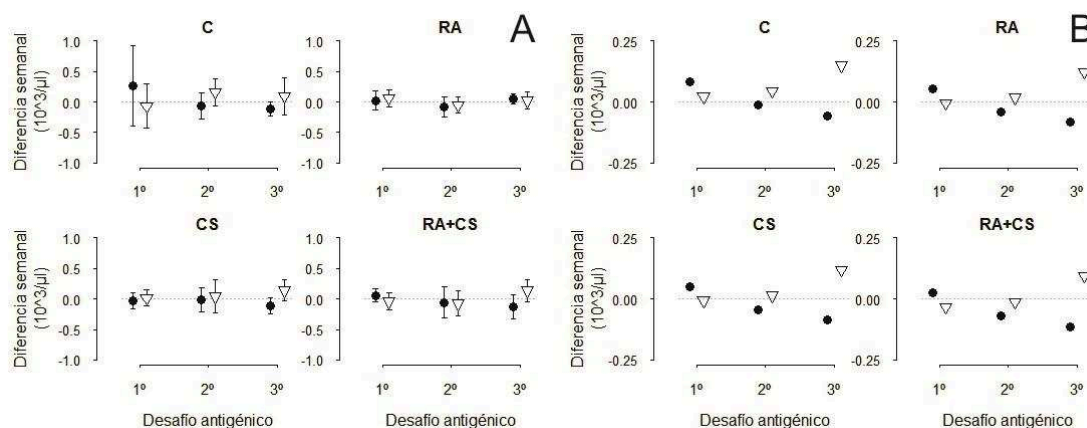 A
C
Diferencia semanal
(10^3/µl)
1.0
0.5
0.0
-0.5
-1.0
1º 2º 3º
RA
1.0
0.5
0.0
-0.5
-1.0
1º 2º 3º
CS
Diferencia semanal
(10^3/µl)
1.0
0.5
0.0
-0.5
-1.0
1º 2º 3º
Desafío antigénico
RA+CS
1.0
0.5
0.0
-0.5
-1.0
1º 2º 3º
Desafío antigénico
B
C
Diferencia semanal
(10^3/µl)
0.25
0.00
-0.25
1º 2º 3º
RA
0.25
0.00
-0.25
1º 2º 3º
CS
Diferencia semanal
(10^3/µl)
0.25
0.00
-0.25
1º 2º 3º
Desafío antigénico
RA+CS
0.25
0.00
-0.25
1º 2º 3º
Desafío antigénico